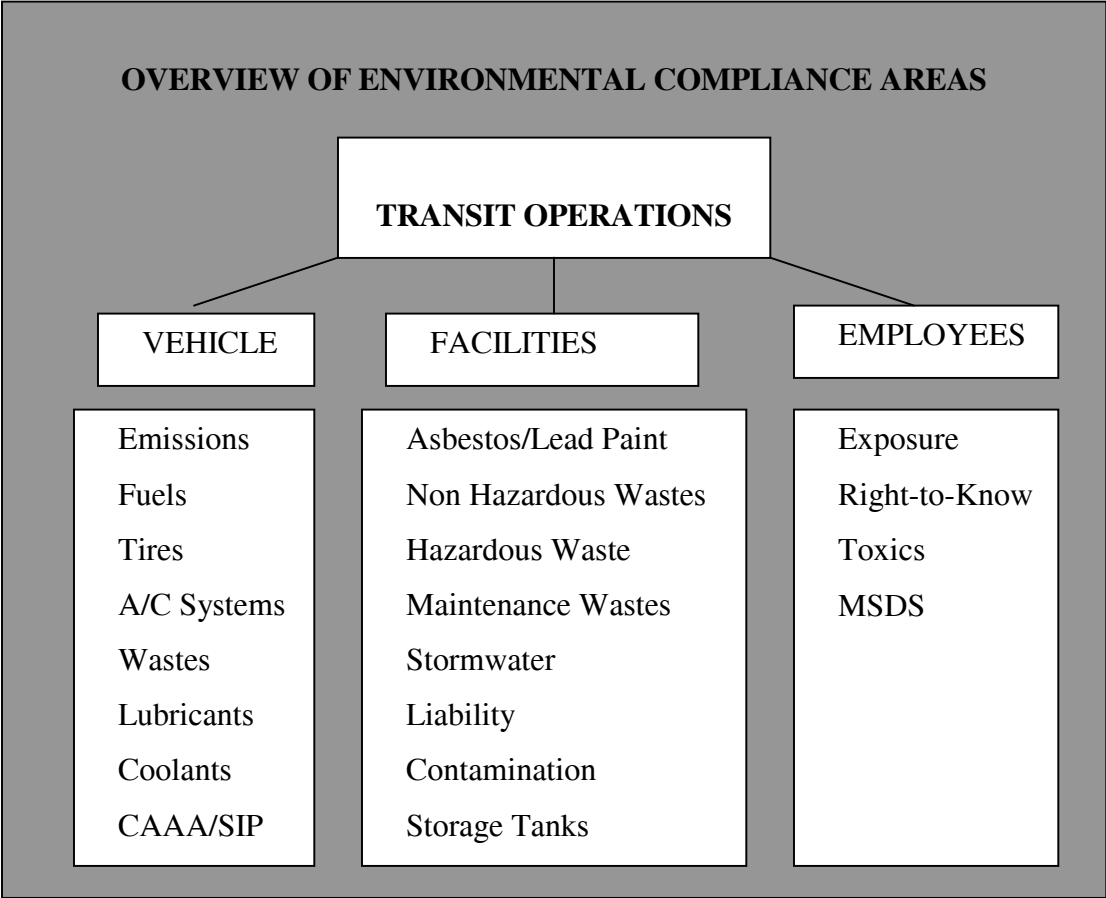 OVERVIEW OF ENVIRONMENTAL COMPLIANCE AREAS
TRANSIT OPERATIONS
VEHICLE
Emissions
Fuels
Tires
A/C Systems
Wastes
Lubricants
Coolants
CAAA/SIP
FACILITIES
Asbestos/Lead Paint
Non Hazardous Wastes
Hazardous Waste
Maintenance Wastes
Stormwater
Liability
Contamination
Storage Tanks
EMPLOYEES
Exposure
Right-to-Know
Toxics
MSDS